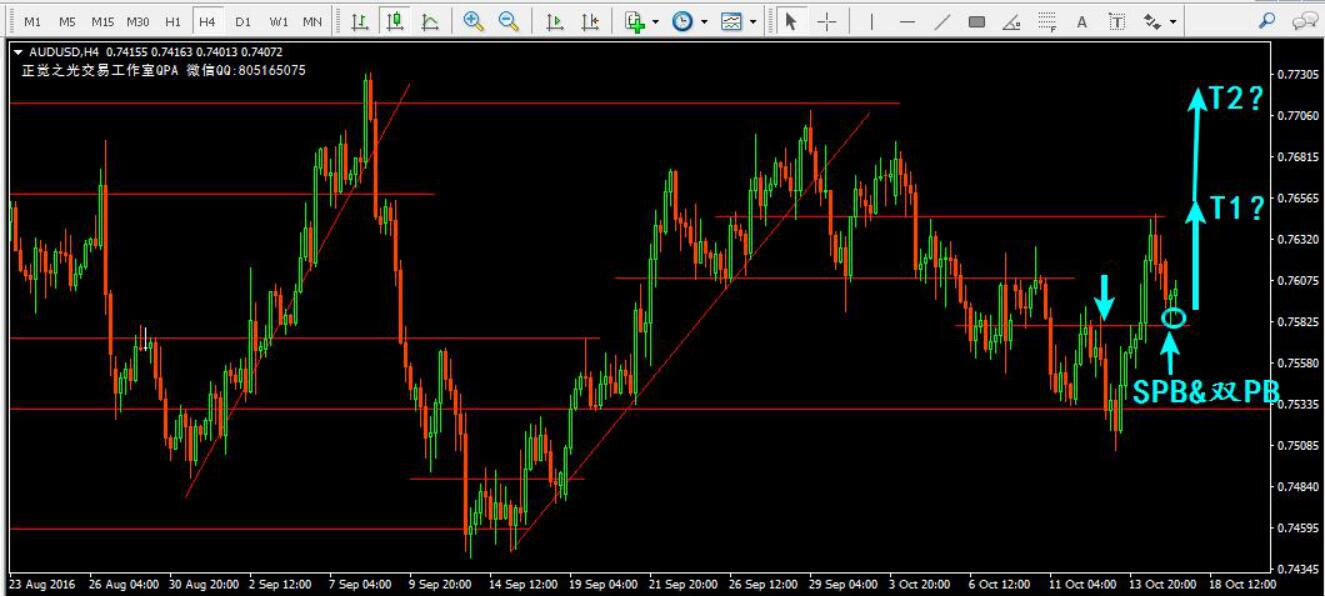 M1 M5 M15 M30 H1 H4 D1 W1 MN
AUDUSD,H4 0.74155 0.74163 0.74013 0.74072
正觉之光交易工作室QPA 微信QQ:805165075
T2?
T1?
SPB&双PB
0.77305
0.77060
0.76815
0.76565
0.76320
0.76075
0.75825
0.75580
0.75335
0.75085
0.74840
0.74595
0.74345
23 Aug 2016 26 Aug 04:00 30 Aug 20:00 2 Sep 12:00 7 Sep 04:00 9 Sep 20:00 14 Sep 12:00 19 Sep 04:00 21 Sep 20:00 26 Sep 12:00 29 Sep 04:00 3 Oct 20:00 6 Oct 12:00 11 Oct 04:00 13 Oct 20:00 18 Oct 12:00